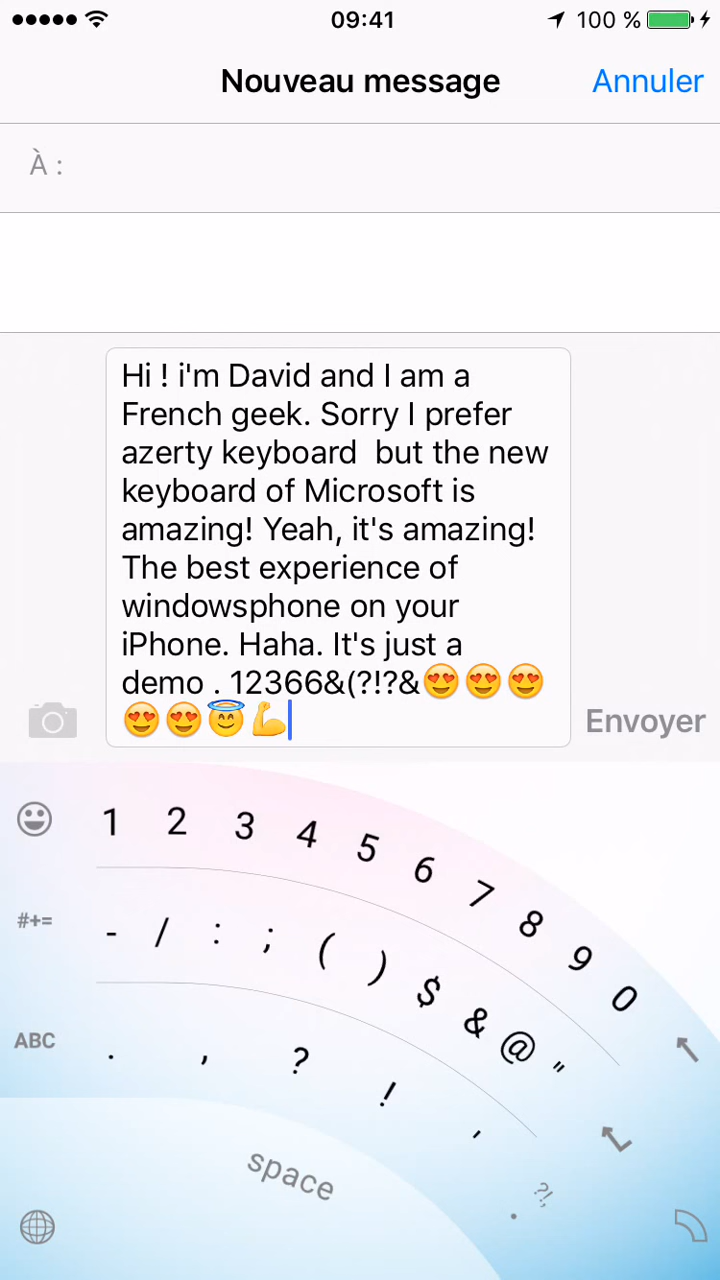 09:41 100 %
Nouveau message Annuler
À :
Hi ! i'm David and I am a
French geek. Sorry I prefer
azerty keyboard  but the new
keyboard of Microsoft is
amazing! Yeah, it's amazing!
The best experience of
windowsphone on your
iPhone. Haha. It's just a
demo . 12366&(?!?&😍😍😍
😍😍😇💪
Envoyer
1 2 3 4 5 6 7 8 9 0
#+= - / : ; ( ) $ & @ "
ABC . , ? ! '
space . ?!,